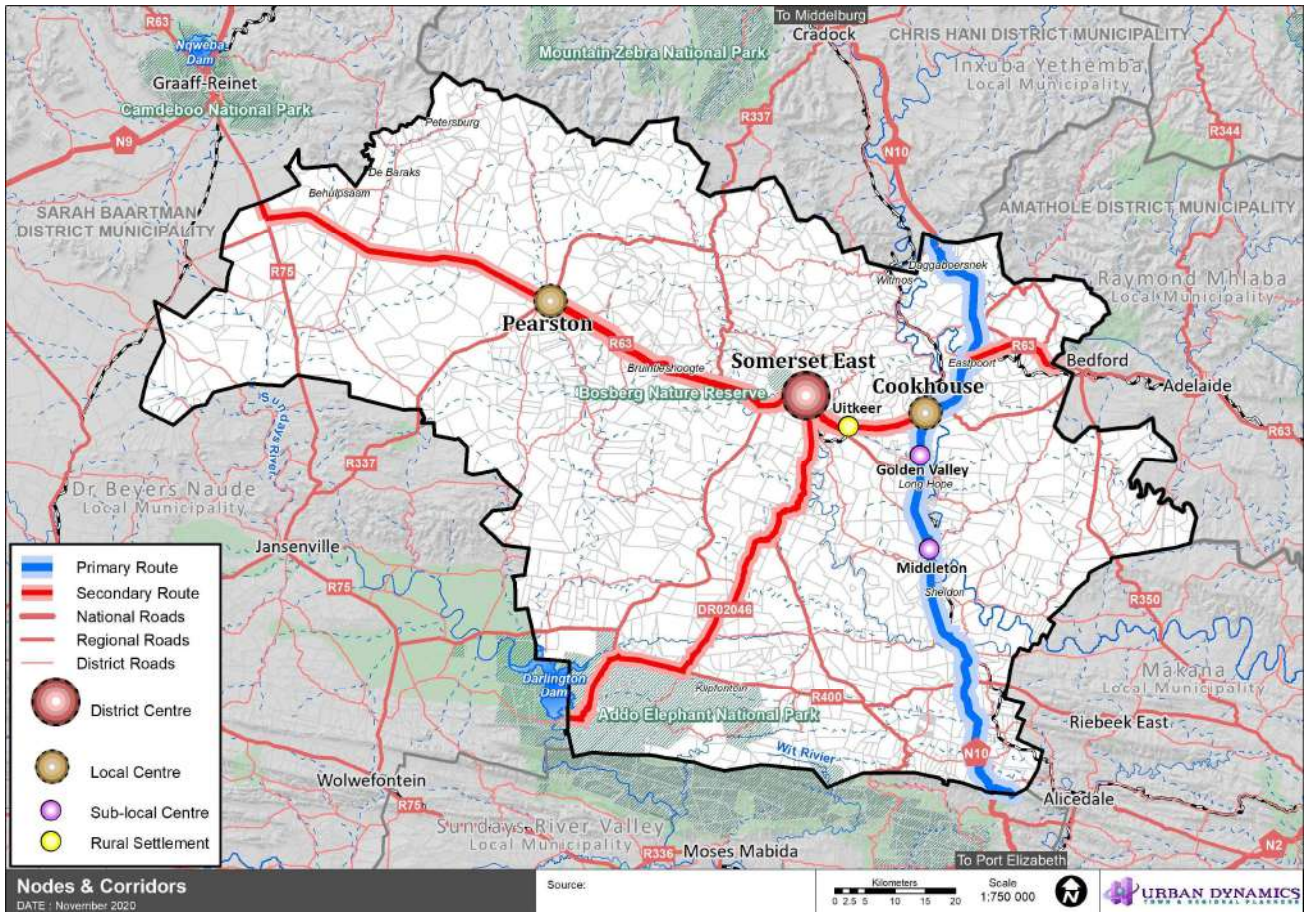 To Middelburg
Cradock
R63
Nqweba
Dam
Graaff-Reinet
Camdeboo National Park
N9
Mountain Zebra National Park
CHRIS HANI DISTRICT MUNICIPALITY
Inxuba Yethemba
Local Municipality
R337
N10
R344
Petersburg
De Baraks
Behulpsaam
SARAH BAARTMAN
DISTRICT MUNICIPALITY
AMATHOLE DISTRICT MUNICIPALITY
R75
Daggaboersnek
Witmos
Raymond Mhlaba
Local Municipality
Pearston
R63
Bruintjieshoogte
Somerset East
Bosberg Nature Reserve
Uitkeer
Cookhouse
Eastpoort
R63
Bedford
Adelaide
R63
Sundays River
R337
Golden Valley
Long Hope
Dr Beyers Naude
Local Municipality
Jansenville
R75
Middleton
Sheldon
R350
DR02046
Darlington
Dam
Klipfontein
R400
Addo Elephant National Park
Makana
Local Municipality
Riebeek East
Wit Rivier
N10
Wolwefontein
R75
Alicedale
Sundays River Valley
Local Municipality
R336
Moses Mabida
N2
To Port Elizabeth
Primary Route
Secondary Route
National Roads
Regional Roads
District Roads
District Centre
Local Centre
Sub-local Centre
Rural Settlement
Nodes & Corridors
DATE : November 2020
Source:
Kilometers
0 2.5 5 10 15 20
Scale
1:750 000
N
URBAN DYNAMICS
TOWN & REGIONAL PLANNERS